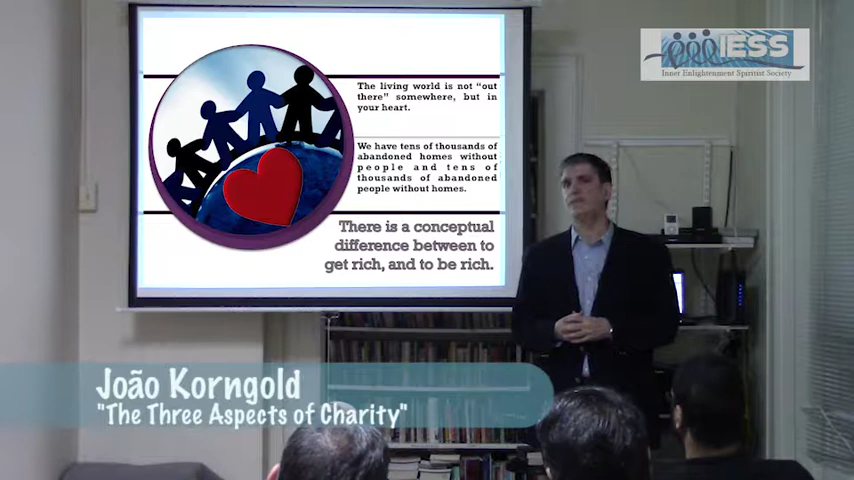 IESS
Inner Enlightenment Spiritist Society
The living world is not "out
there" somewhere, but in
your heart.
We have tens of thousands of
abandoned homes without
people and tens of
thousands of abandoned
people without homes.
There is a conceptual
difference between to
get rich, and to be rich.
João Korngold
"The Three Aspects of Charity"